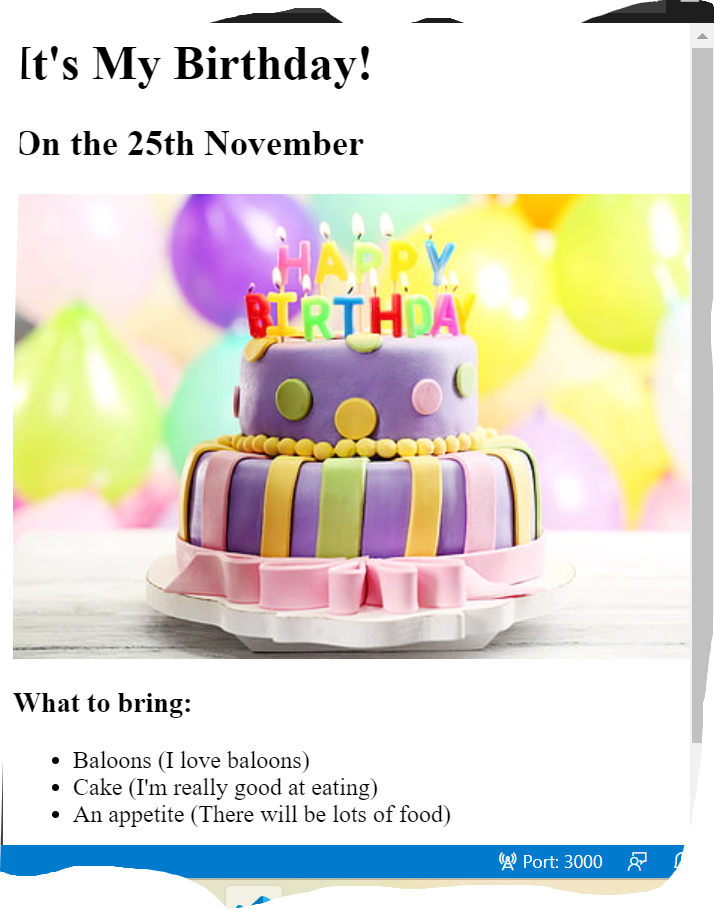 It's My Birthday!
On the 25th November
HAPPY
BIRTHDAY
What to bring:
Baloons (I love baloons)
Cake (I'm really good at eating)
An appetite (There will be lots of food)
Port: 3000